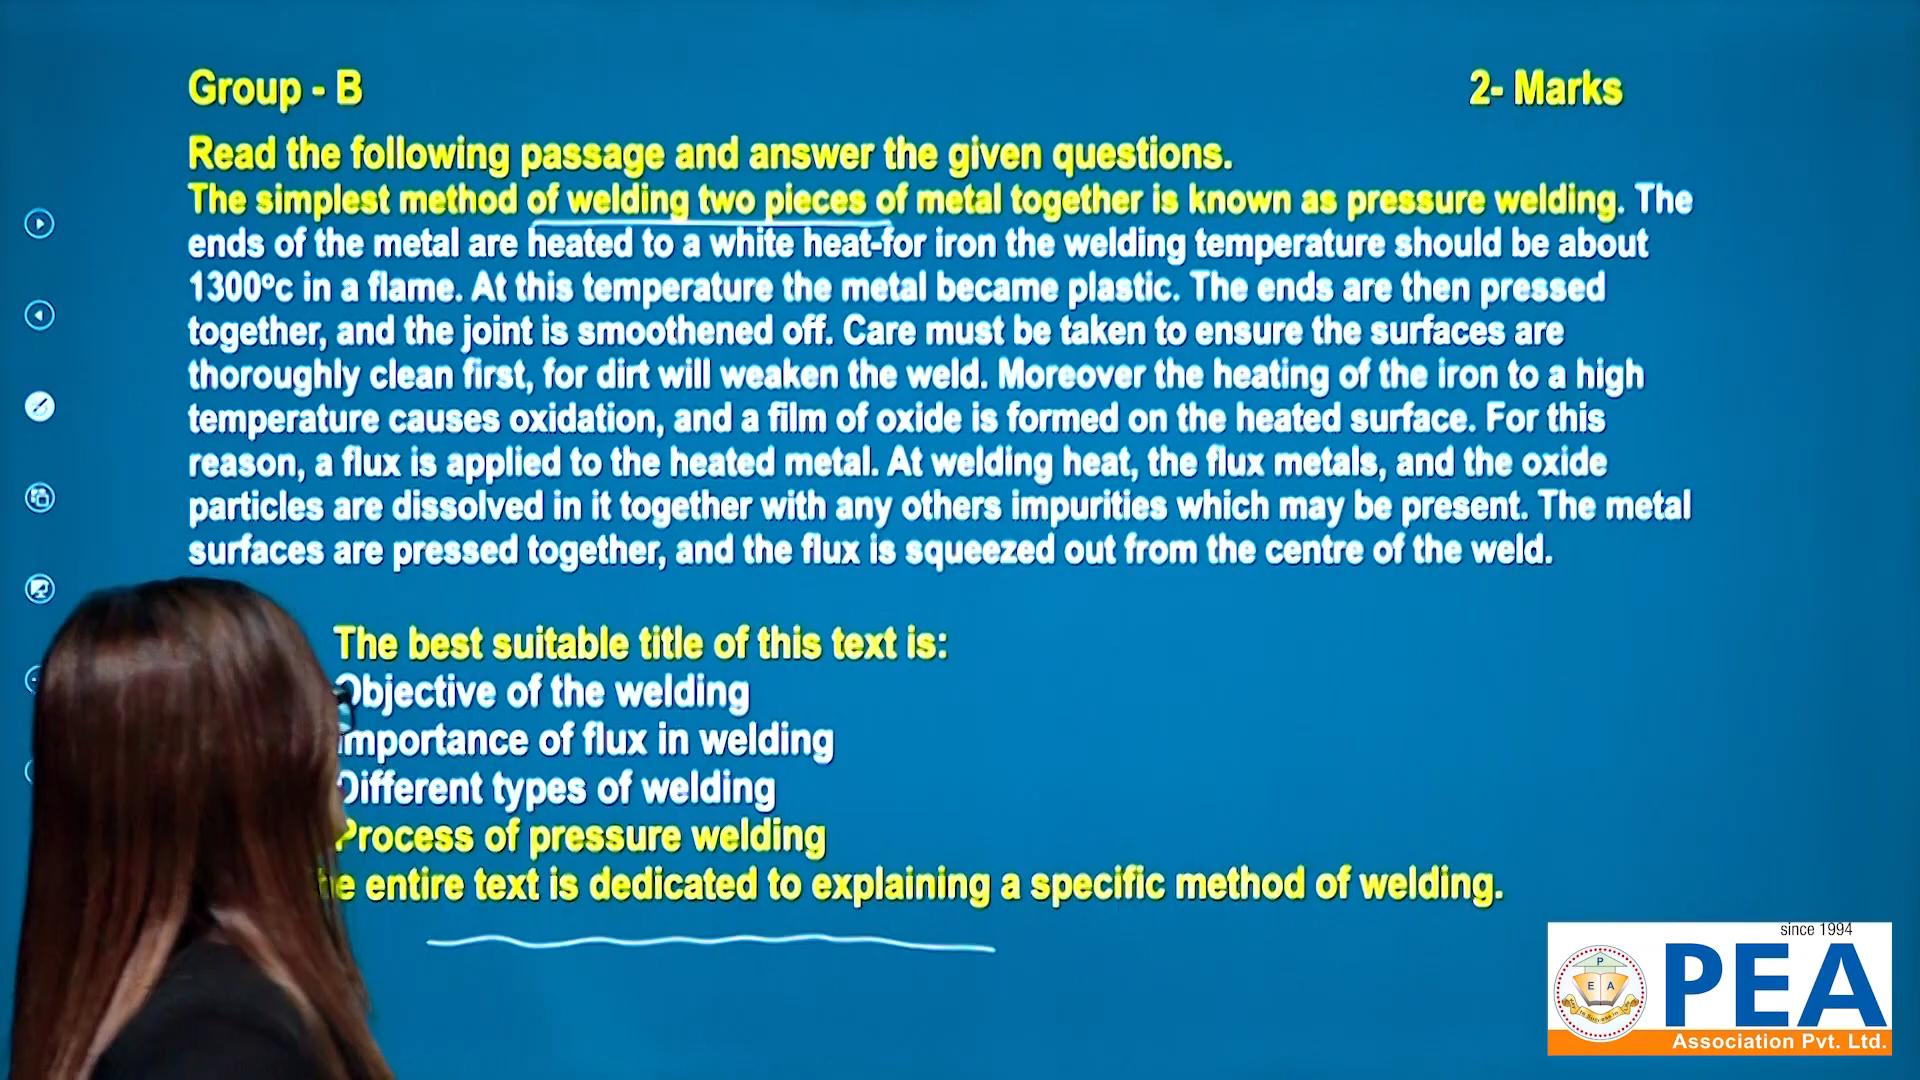 Group - B
2- Marks
Read the following passage and answer the given questions.
The simplest method of welding two pieces of metal together is known as pressure welding. The
ends of the metal are heated to a white heat-for iron the welding temperature should be about
1300ºc in a flame. At this temperature the metal became plastic. The ends are then pressed
together, and the joint is smoothened off. Care must be taken to ensure the surfaces are
thoroughly clean first, for dirt will weaken the weld. Moreover the heating of the iron to a high
temperature causes oxidation, and a film of oxide is formed on the heated surface. For this
reason, a flux is applied to the heated metal. At welding heat, the flux metals, and the oxide
particles are dissolved in it together with any others impurities which may be present. The metal
surfaces are pressed together, and the flux is squeezed out from the centre of the weld.
The best suitable title of this text is:
Objective of the welding
Importance of flux in welding
Different types of welding
Process of pressure welding
he entire text is dedicated to explaining a specific method of welding.
since 1994
P
E A
PEA
Association Pvt. Ltd.